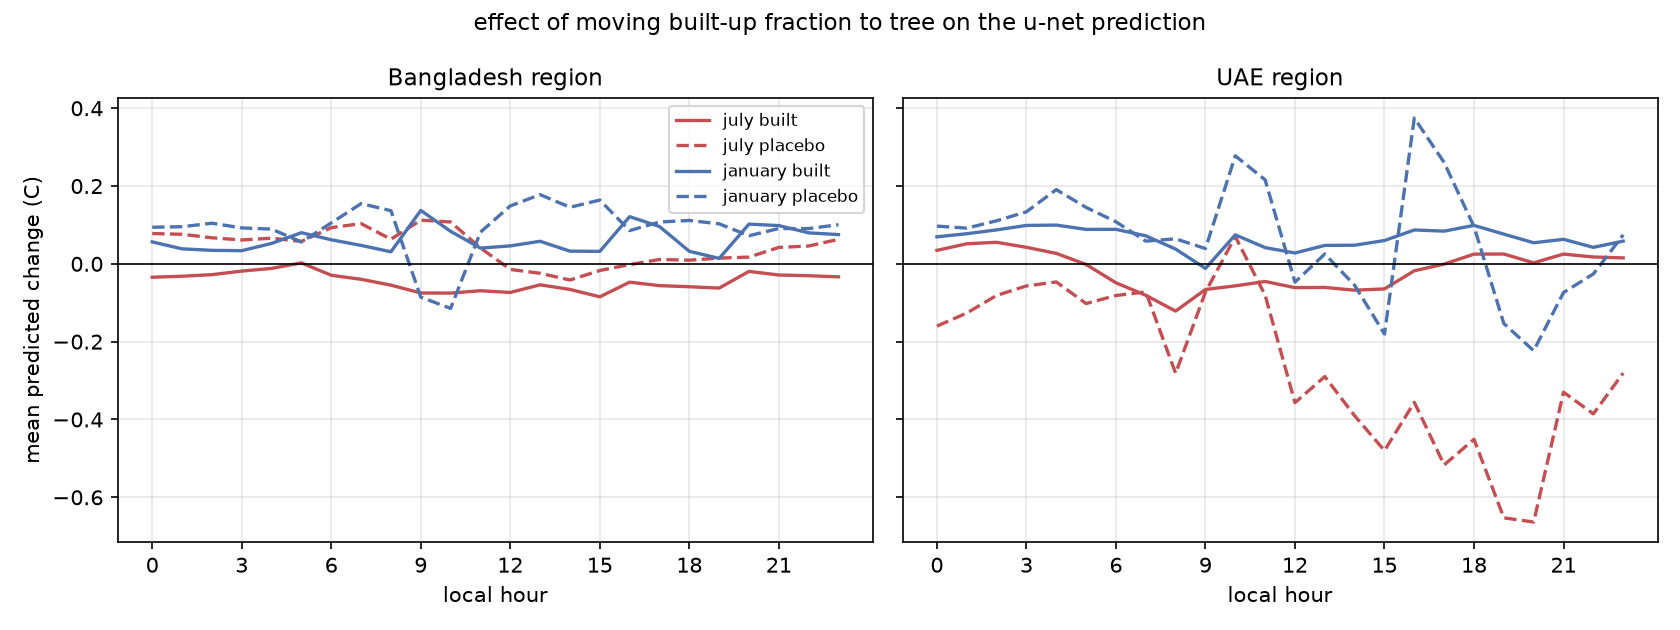 effect of moving built-up fraction to tree on the u-net prediction
Bangladesh region
UAE region
mean predicted change (C)
0.4
0.2
0.0
−0.2
−0.4
−0.6
july built
july placebo
january built
january placebo
0 3 6 9 12 15 18 21
0 3 6 9 12 15 18 21
local hour
local hour